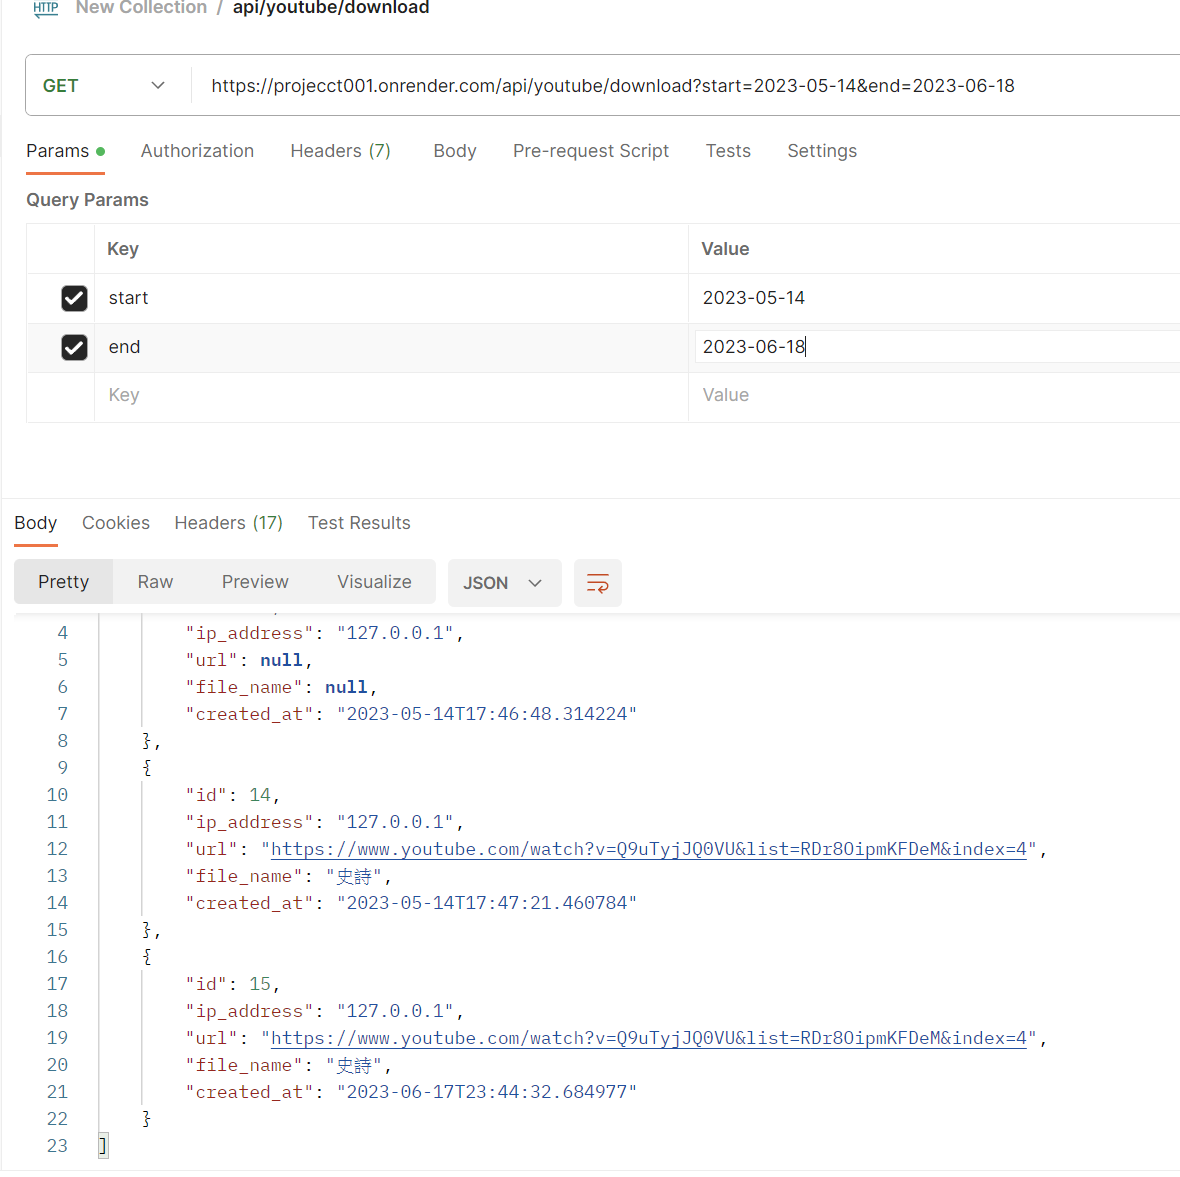 HTTP New Collection / api/youtube/download
GET https://projecct001.onrender.com/api/youtube/download?start=2023-05-14&end=2023-06-18
Params Authorization Headers (7) Body Pre-request Script Tests Settings
Query Params
Key Value
start 2023-05-14
end 2023-06-18
Key Value
Body Cookies Headers (17) Test Results
Pretty Raw Preview Visualize JSON
4 "ip_address": "127.0.0.1",
5 "url": null,
6 "file_name": null,
7 "created_at": "2023-05-14T17:46:48.314224"
8 },
9 {
10 "id": 14,
11 "ip_address": "127.0.0.1",
12 "url": "https://www.youtube.com/watch?v=Q9uTyjJQ0VU&list=RDr8OipmKFDeM&index=4",
13 "file_name": "史詩",
14 "created_at": "2023-05-14T17:47:21.460784"
15 },
16 {
17 "id": 15,
18 "ip_address": "127.0.0.1",
19 "url": "https://www.youtube.com/watch?v=Q9uTyjJQ0VU&list=RDr8OipmKFDeM&index=4",
20 "file_name": "史詩",
21 "created_at": "2023-06-17T23:44:32.684977"
22 }
23 ]